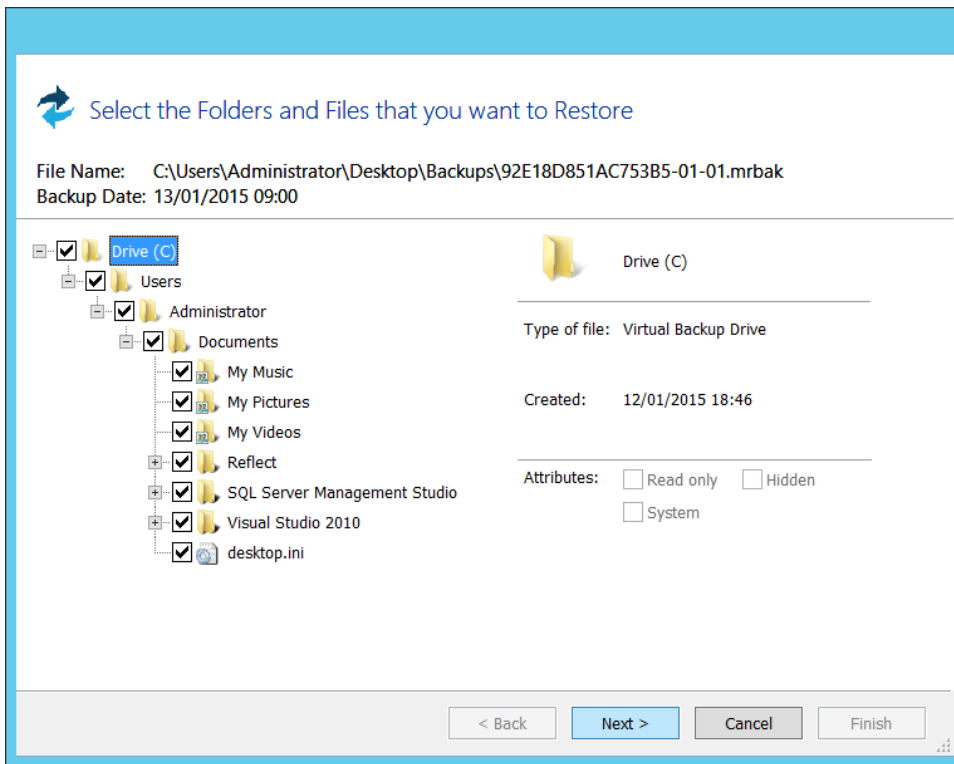 Select the Folders and Files that you want to Restore
File Name: C:\Users\Administrator\Desktop\Backups\92E18D851AC753B5-01-01.mrbak
Backup Date: 13/01/2015 09:00
Drive (C)
Users
Administrator
Documents
My Music
My Pictures
My Videos
Reflect
SQL Server Management Studio
Visual Studio 2010
desktop.ini
Drive (C)
Type of file: Virtual Backup Drive
Created: 12/01/2015 18:46
Attributes: Read only Hidden
System
< Back Next > Cancel Finish